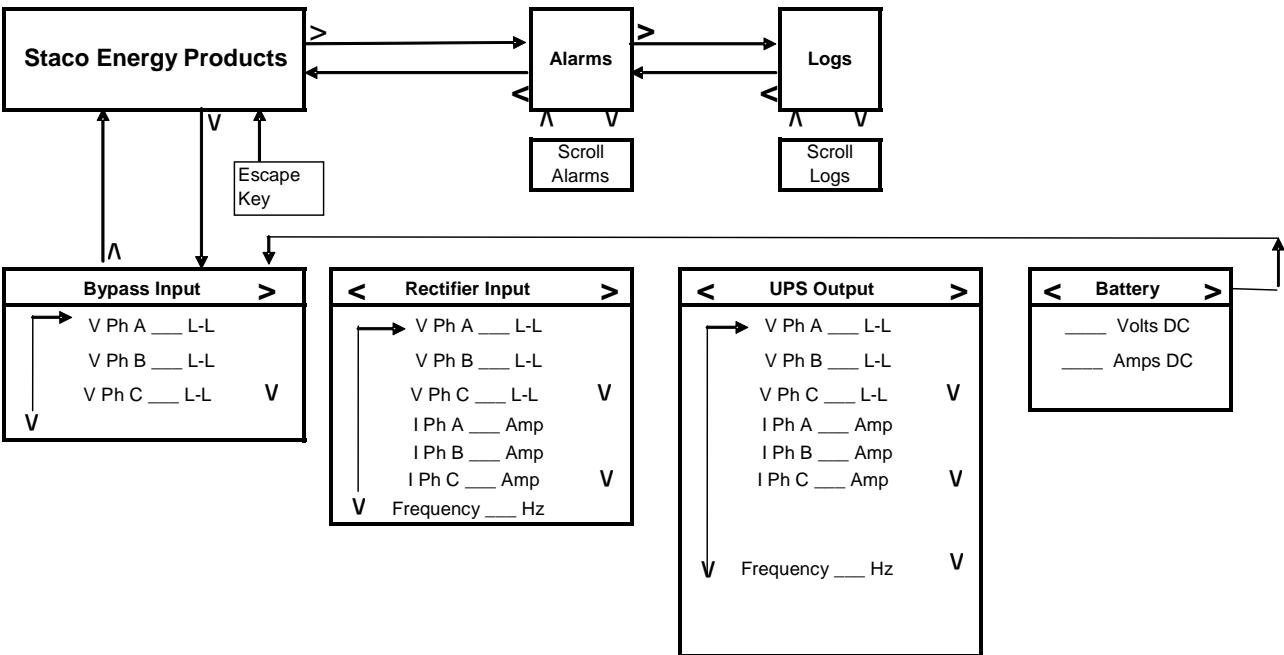 Staco Energy Products
>
<
Alarms
>
<
Logs
∧ ∨
∧ ∨
∨
Escape
Key
Scroll
Alarms
Scroll
Logs
∧
Bypass Input >
V Ph A ___ L-L
V Ph B ___ L-L
V Ph C ___ L-L ∨
∨
< Rectifier Input >
V Ph A ___ L-L
V Ph B ___ L-L
V Ph C ___ L-L ∨
I Ph A ___ Amp
I Ph B ___ Amp
I Ph C ___ Amp ∨
∨ Frequency ___ Hz
< UPS Output >
V Ph A ___ L-L
V Ph B ___ L-L
V Ph C ___ L-L ∨
I Ph A ___ Amp
I Ph B ___ Amp
I Ph C ___ Amp ∨
∨ Frequency ___ Hz ∨
< Battery >
____ Volts DC
____ Amps DC